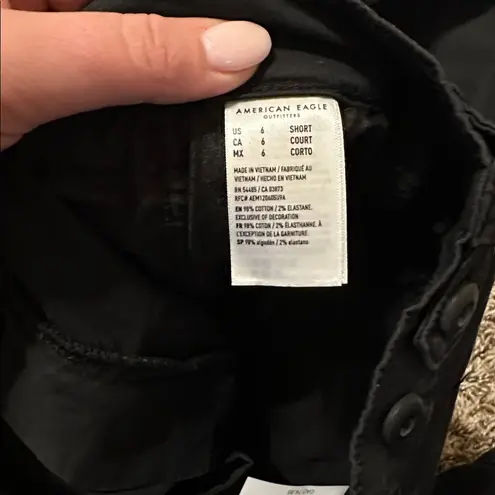 AMERICAN EAGLE
OUTFITTERS
US 6 SHORT
CA 6 COURT
MX 6 CORTO
MADE IN VIETNAM / FABRIQUÉ AU
VIETNAM / HECHO EN VIETNAM
RN 54485 / CA 03873
RFC# AEM120605U9A
EN 98% COTTON / 2% ELASTANE.
EXCLUSIVE OF DECORATION
FR 98% COTON / 2% ÉLASTHANNE. À
L'EXCEPTION DE LA GARNITURE
SP 98% algodón / 2% elastano